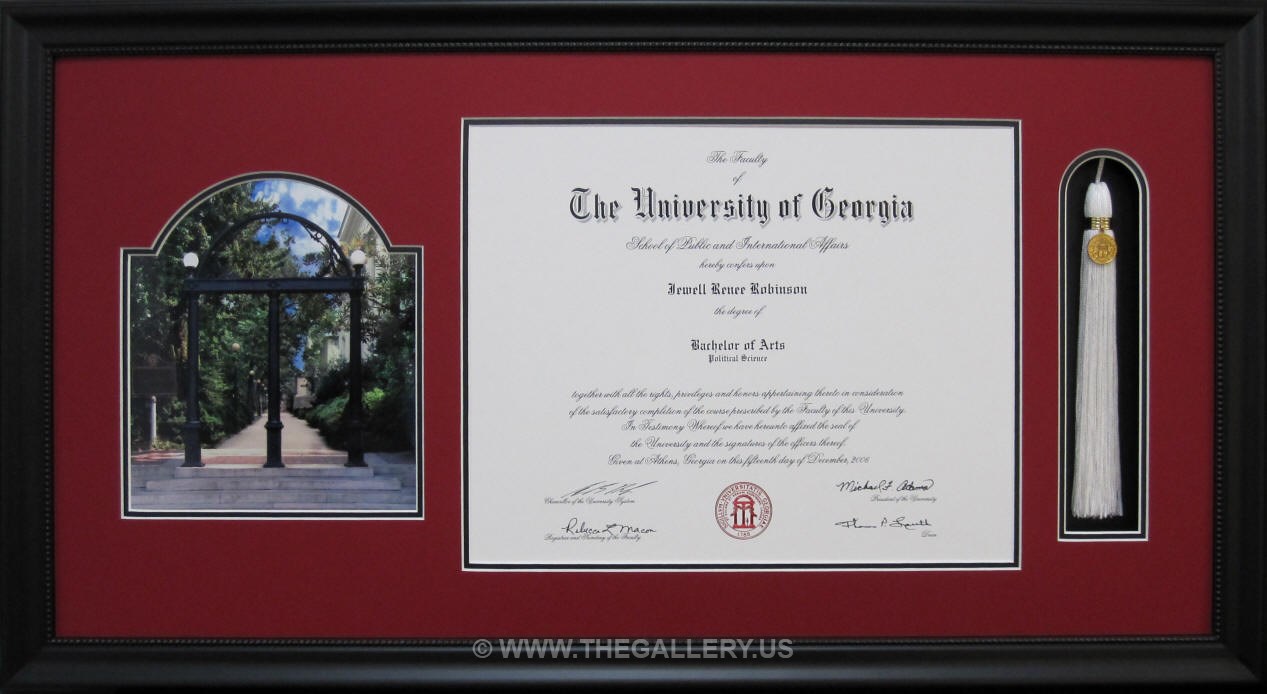 The Faculty
of
The University of Georgia
School of Public and International Affairs
hereby confers upon
Jewell Renee Robinson
the degree of
Bachelor of Arts
Political Science
together with all the rights, privileges and honors appertaining thereto in consideration
of the satisfactory completion of the course prescribed by the Faculty of this University.
In Testimony Whereof we have hereunto affixed the seal of
the University and the signatures of the officers thereof.
Given at Athens, Georgia on this fifteenth day of December, 2006
Chancellor of the University System
Michael F. Adams
President of the University
Rebecca L Macon
Registrar and Secretary of the Faculty
1785
Dean
© WWW.THEGALLERY.US